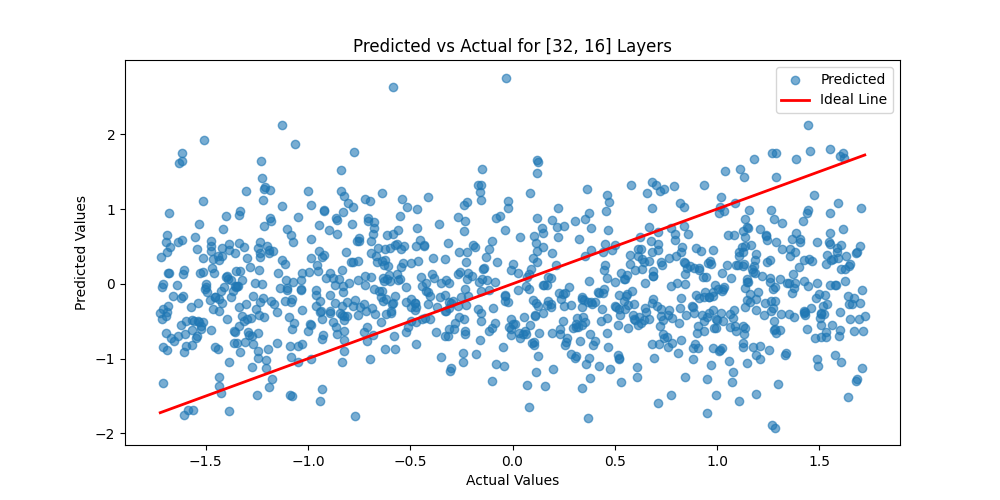 Predicted vs Actual for [32, 16] Layers
Predicted
Ideal Line
Predicted Values
2
1
0
−1
−2
−1.5
−1.0
−0.5
0.0
0.5
1.0
1.5
Actual Values